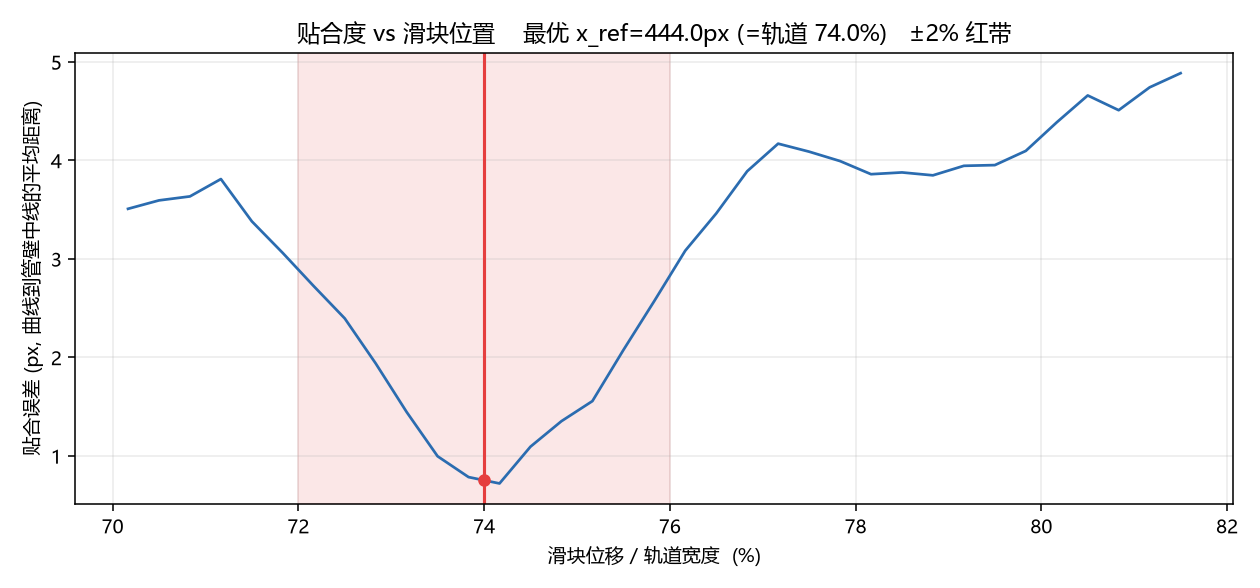 贴合度 vs 滑块位置 最优 x_ref=444.0px (=轨道 74.0%) ±2% 红带
贴合误差 (px, 曲线到管壁中线的平均距离)
5
4
3
2
1
70 72 74 76 78 80 82
滑块位移 / 轨道宽度 (%)